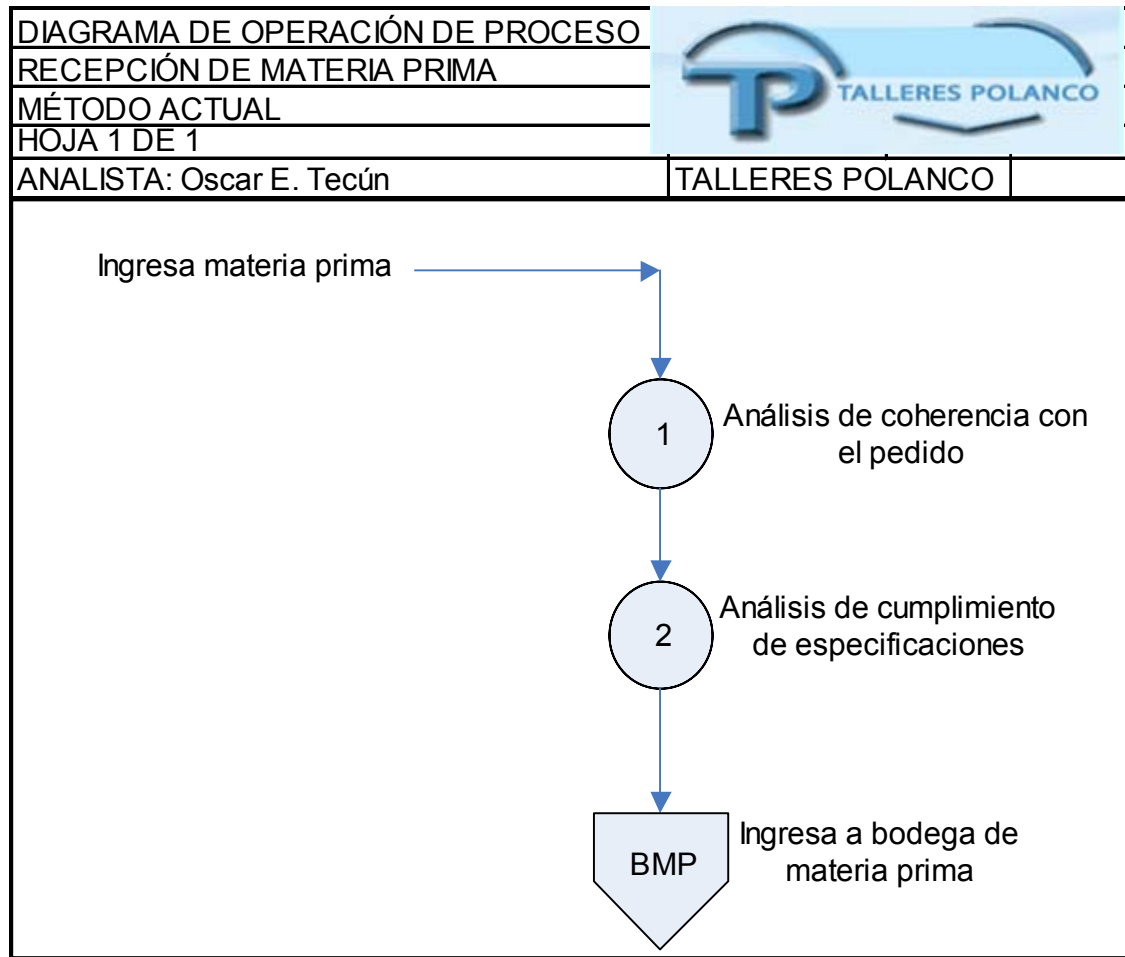 DIAGRAMA DE OPERACIÓN DE PROCESO
RECEPCIÓN DE MATERIA PRIMA
MÉTODO ACTUAL
HOJA 1 DE 1
TP TALLERES POLANCO
ANALISTA: Oscar E. Tecún TALLERES POLANCO
Ingresa materia prima
1
Análisis de coherencia con
el pedido
2
Análisis de cumplimiento
de especificaciones
BMP
Ingresa a bodega de
materia prima